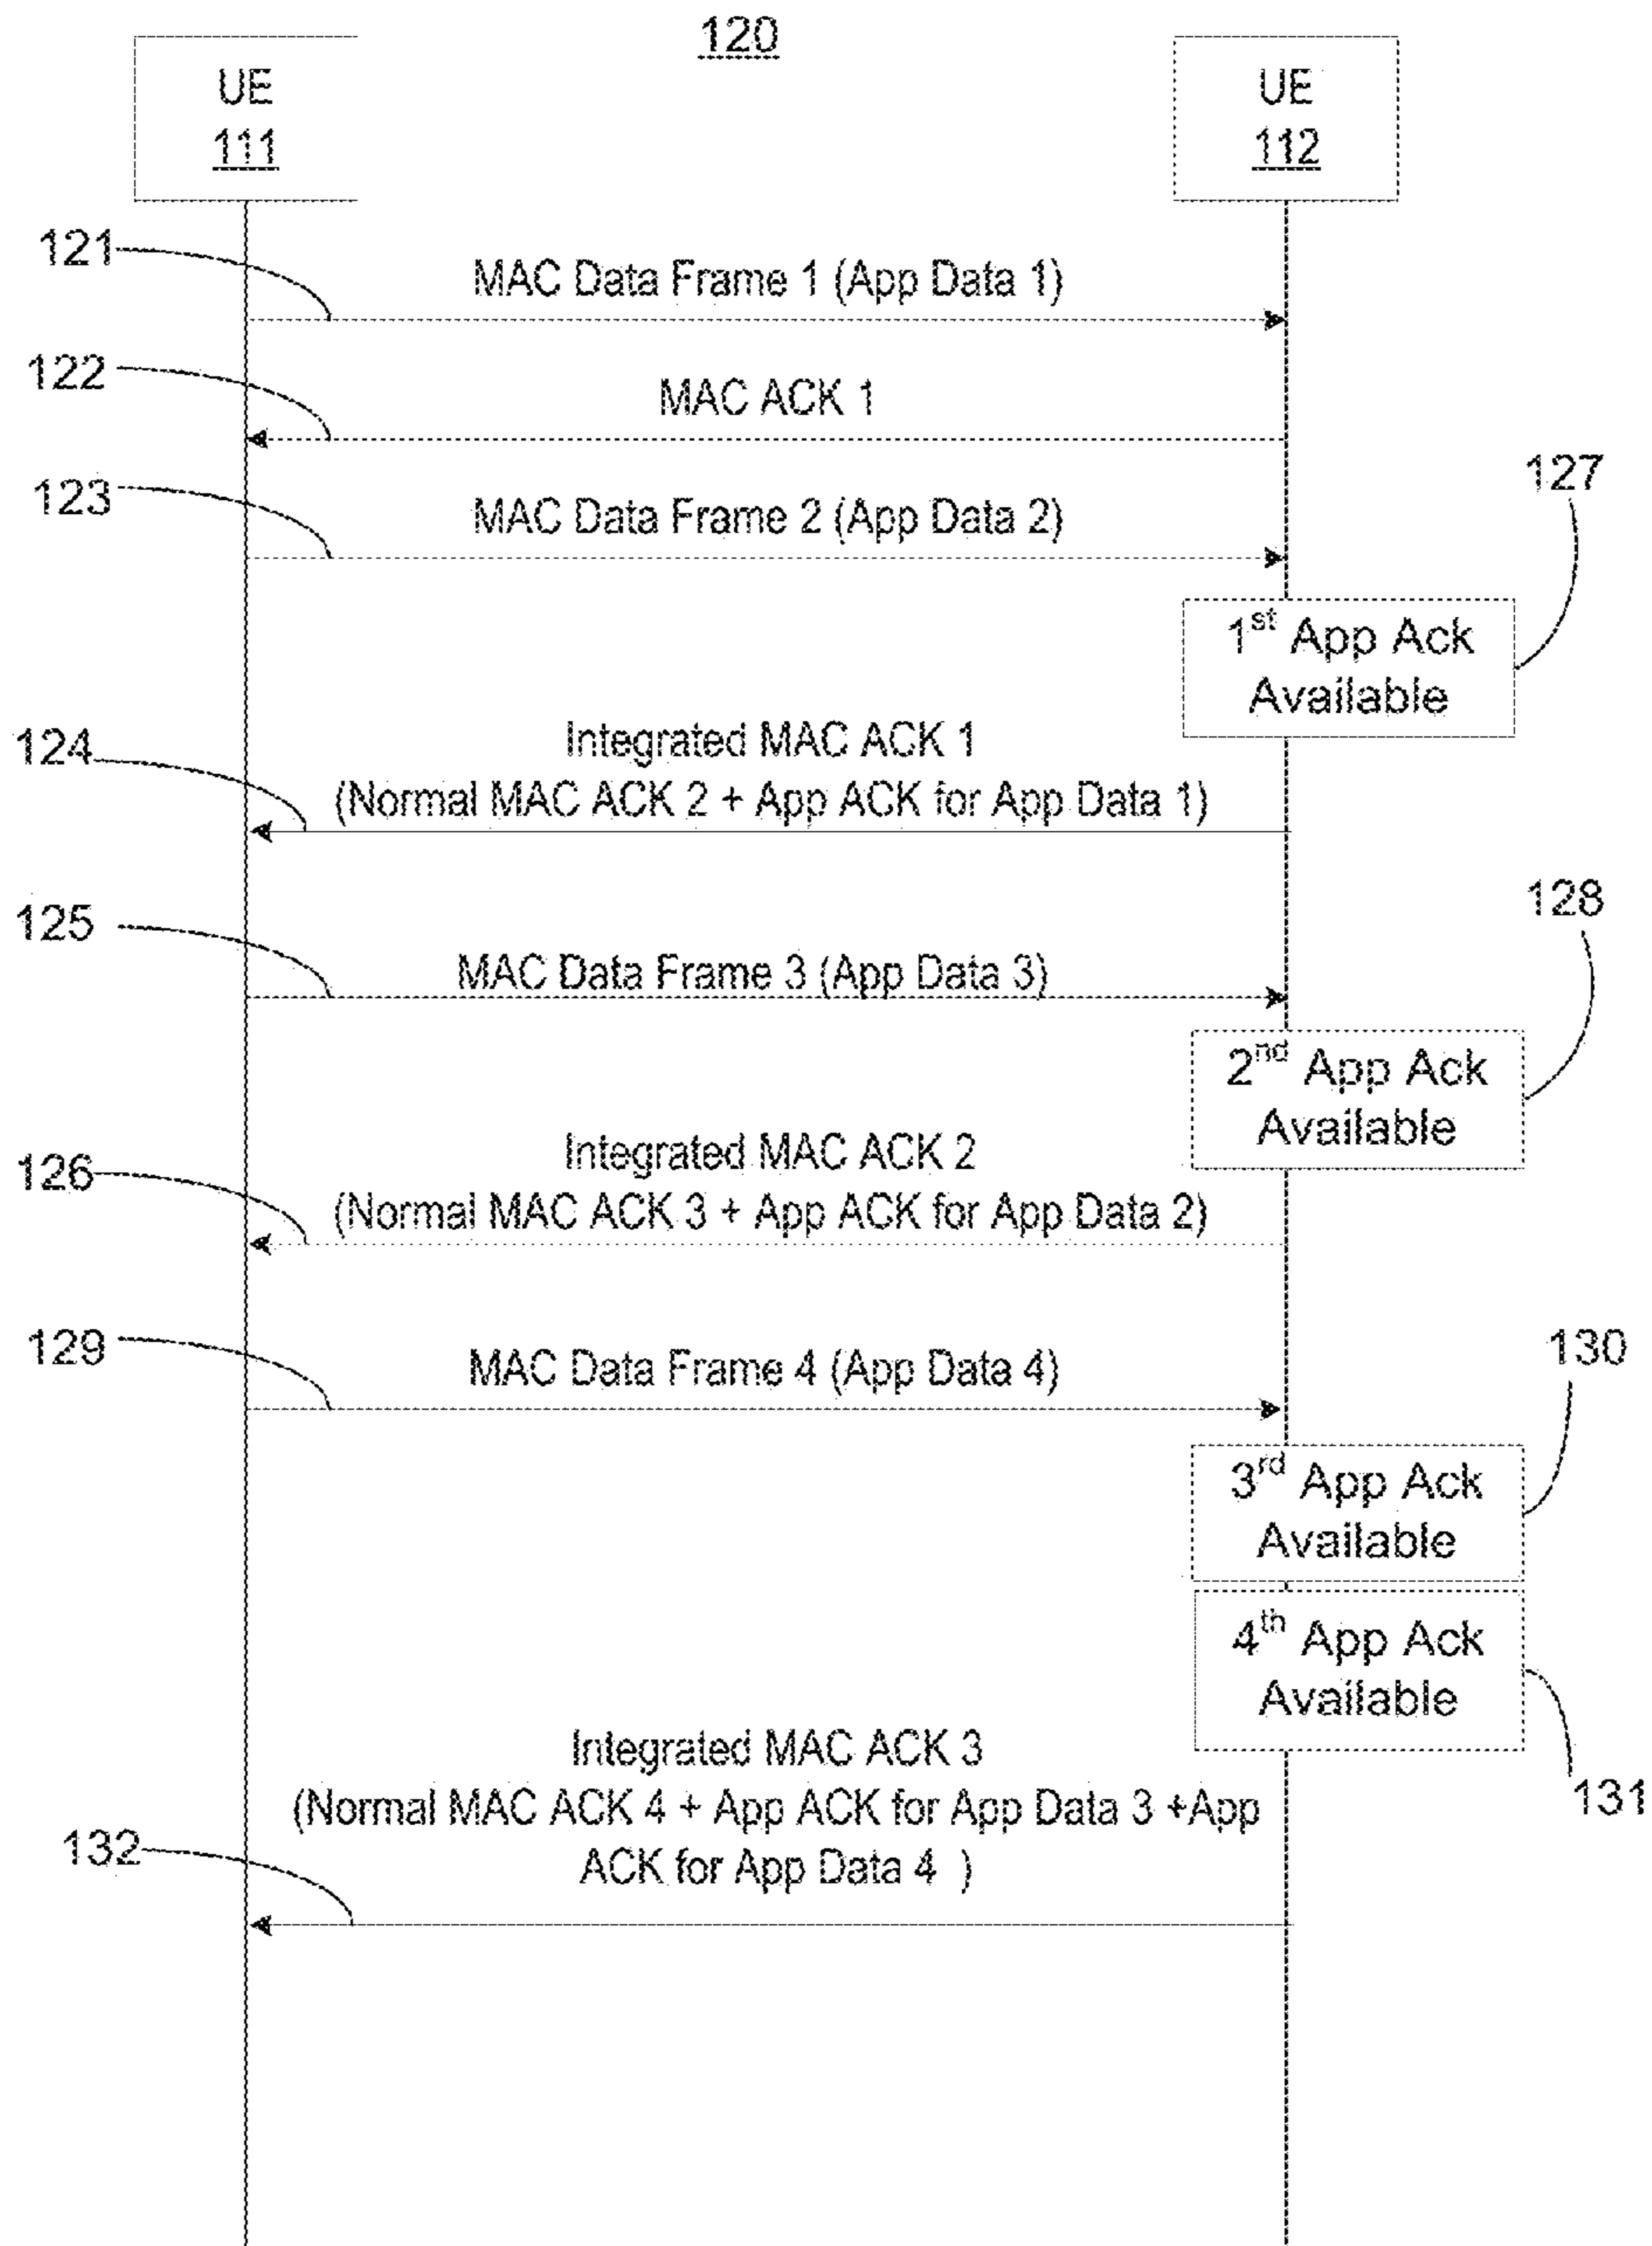 120
UE
111
UE
112
121
MAC Data Frame 1 (App Data 1)
122
MAC ACK 1
123
MAC Data Frame 2 (App Data 2)
127
1st App Ack
Available
124
Integrated MAC ACK 1
(Normal MAC ACK 2 + App ACK for App Data 1)
128
125
MAC Data Frame 3 (App Data 3)
2nd App Ack
Available
126
Integrated MAC ACK 2
(Normal MAC ACK 3 + App ACK for App Data 2)
129
MAC Data Frame 4 (App Data 4)
130
3rd App Ack
Available
4th App Ack
Available
131
Integrated MAC ACK 3
(Normal MAC ACK 4 + App ACK for App Data 3 +App
ACK for App Data 4 )
132